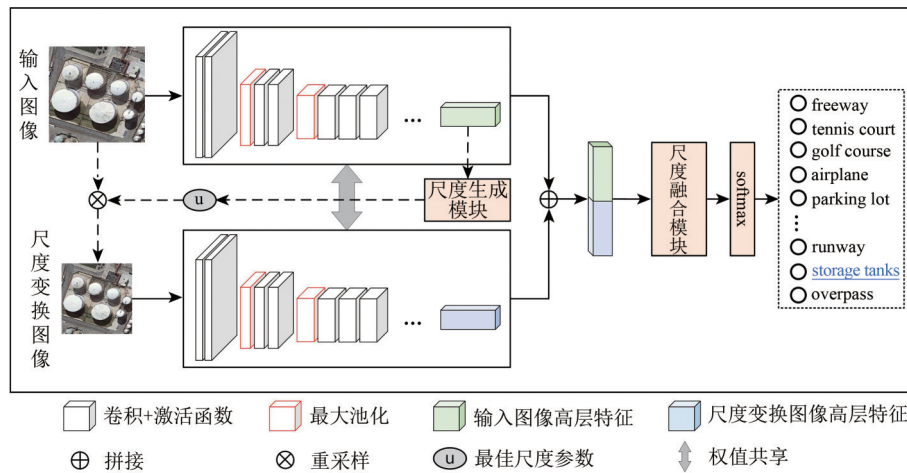 输入图像
尺度变换图像
尺度生成模块
u
...
...
尺度融合模块
softmax
freeway
tennis court
golf course
airplane
parking lot
runway
storage tanks
overpass
卷积+激活函数
最大池化
输入图像高层特征
尺度变换图像高层特征
拼接
重采样
u
最佳尺度参数
权值共享